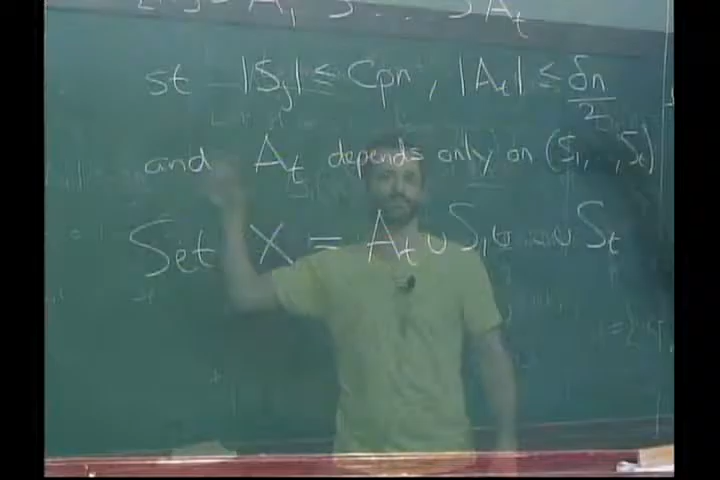 st |S_j| ≤ Cpn, |A_t| ≤ δn/2
and A_t depends only on (S_1, .., S_t)
Set X = A_t ∪ S_1 ∪ ... ∪ S_t